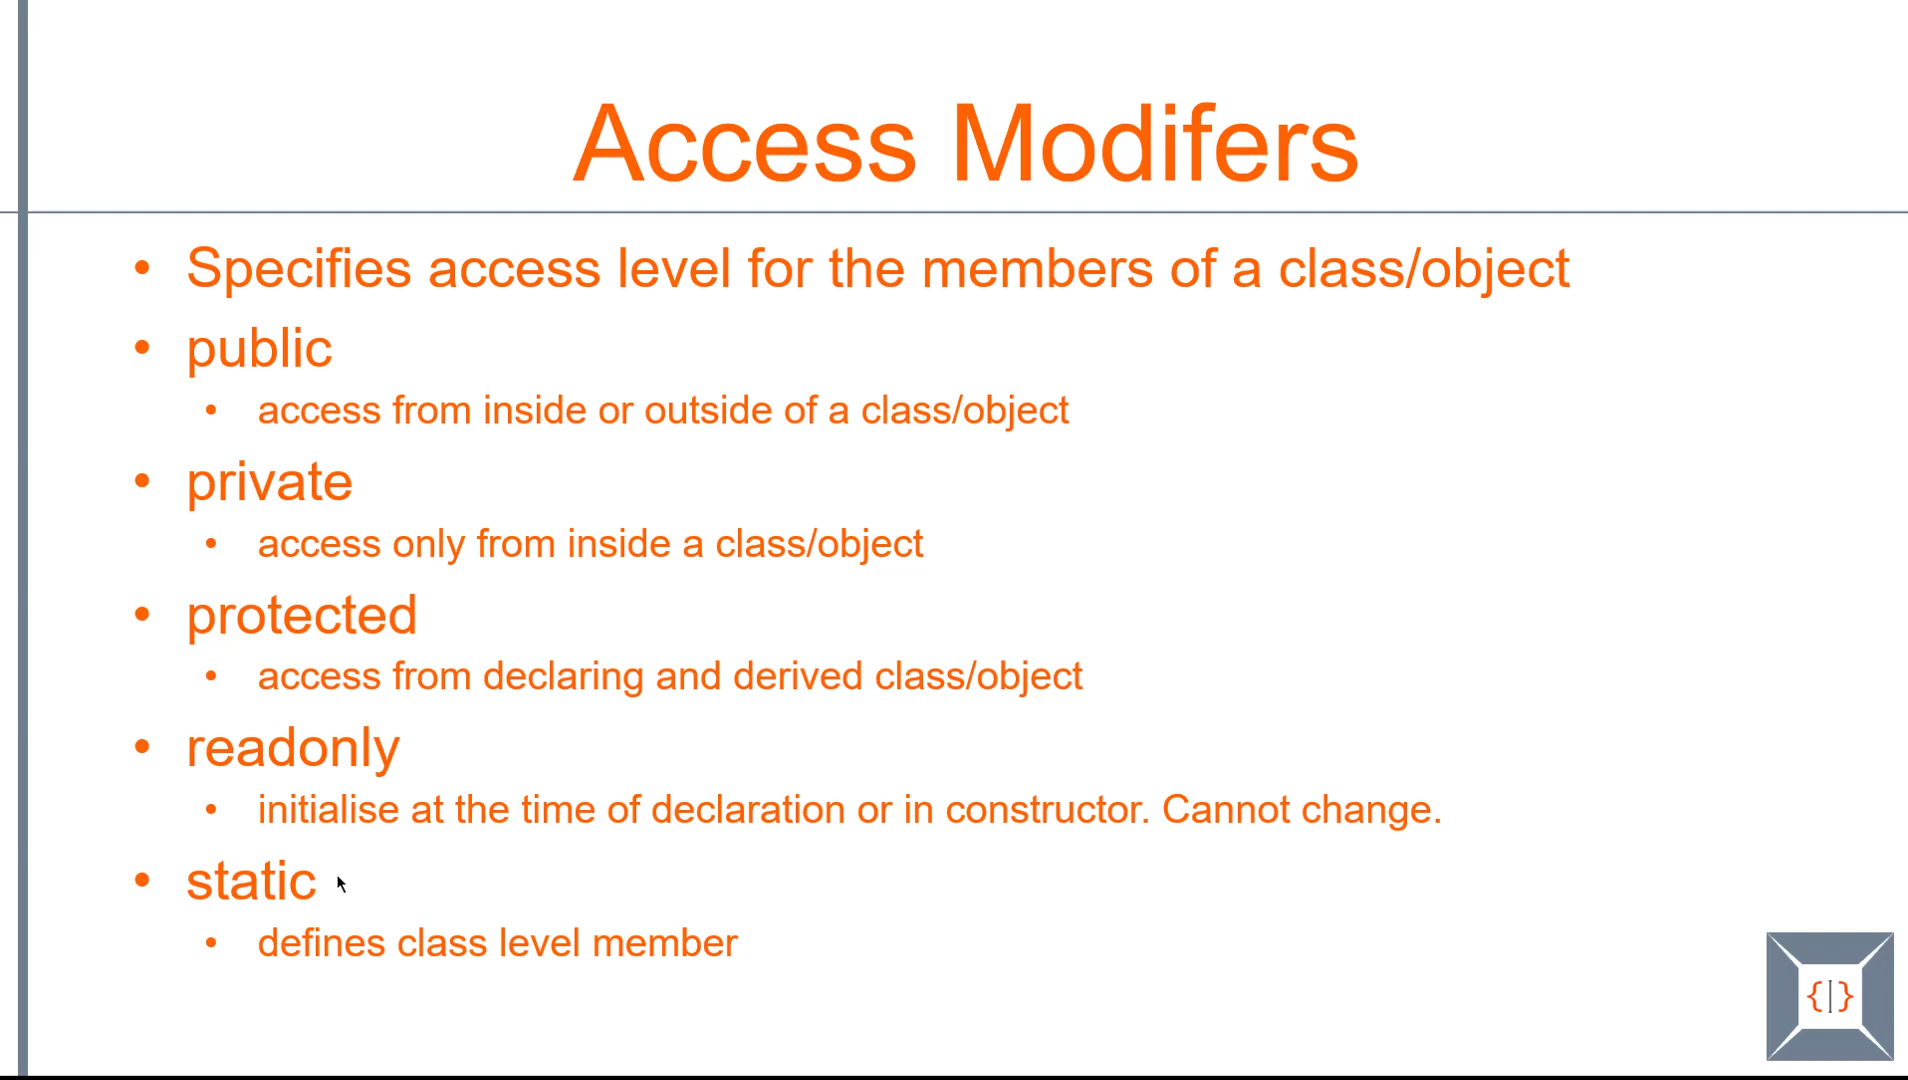 Access Modifers
• Specifies access level for the members of a class/object
• public
• access from inside or outside of a class/object
• private
• access only from inside a class/object
• protected
• access from declaring and derived class/object
• readonly
• initialise at the time of declaration or in constructor. Cannot change.
• static
• defines class level member
{|}